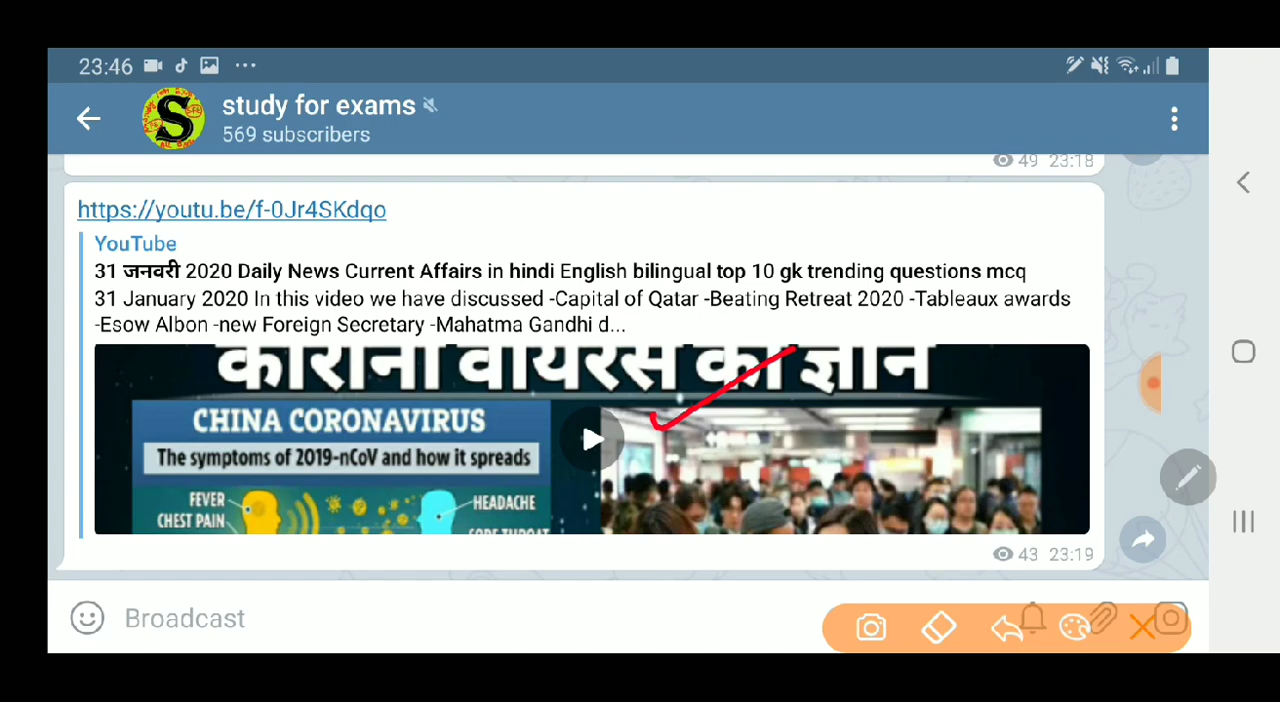 23:46
study for exams
569 subscribers
49 23:18
https://youtu.be/f-0Jr4SKdqo
YouTube
31 जनवरी 2020 Daily News Current Affairs in hindi English bilingual top 10 gk trending questions mcq
31 January 2020 In this video we have discussed -Capital of Qatar -Beating Retreat 2020 -Tableaux awards
-Esow Albon -new Foreign Secretary -Mahatma Gandhi d...
कोरोना वायरस का ज्ञान
CHINA CORONAVIRUS
The symptoms of 2019-nCoV and how it spreads
FEVER
HEADACHE
CHEST PAIN
SORE THROAT
43 23:19
Broadcast